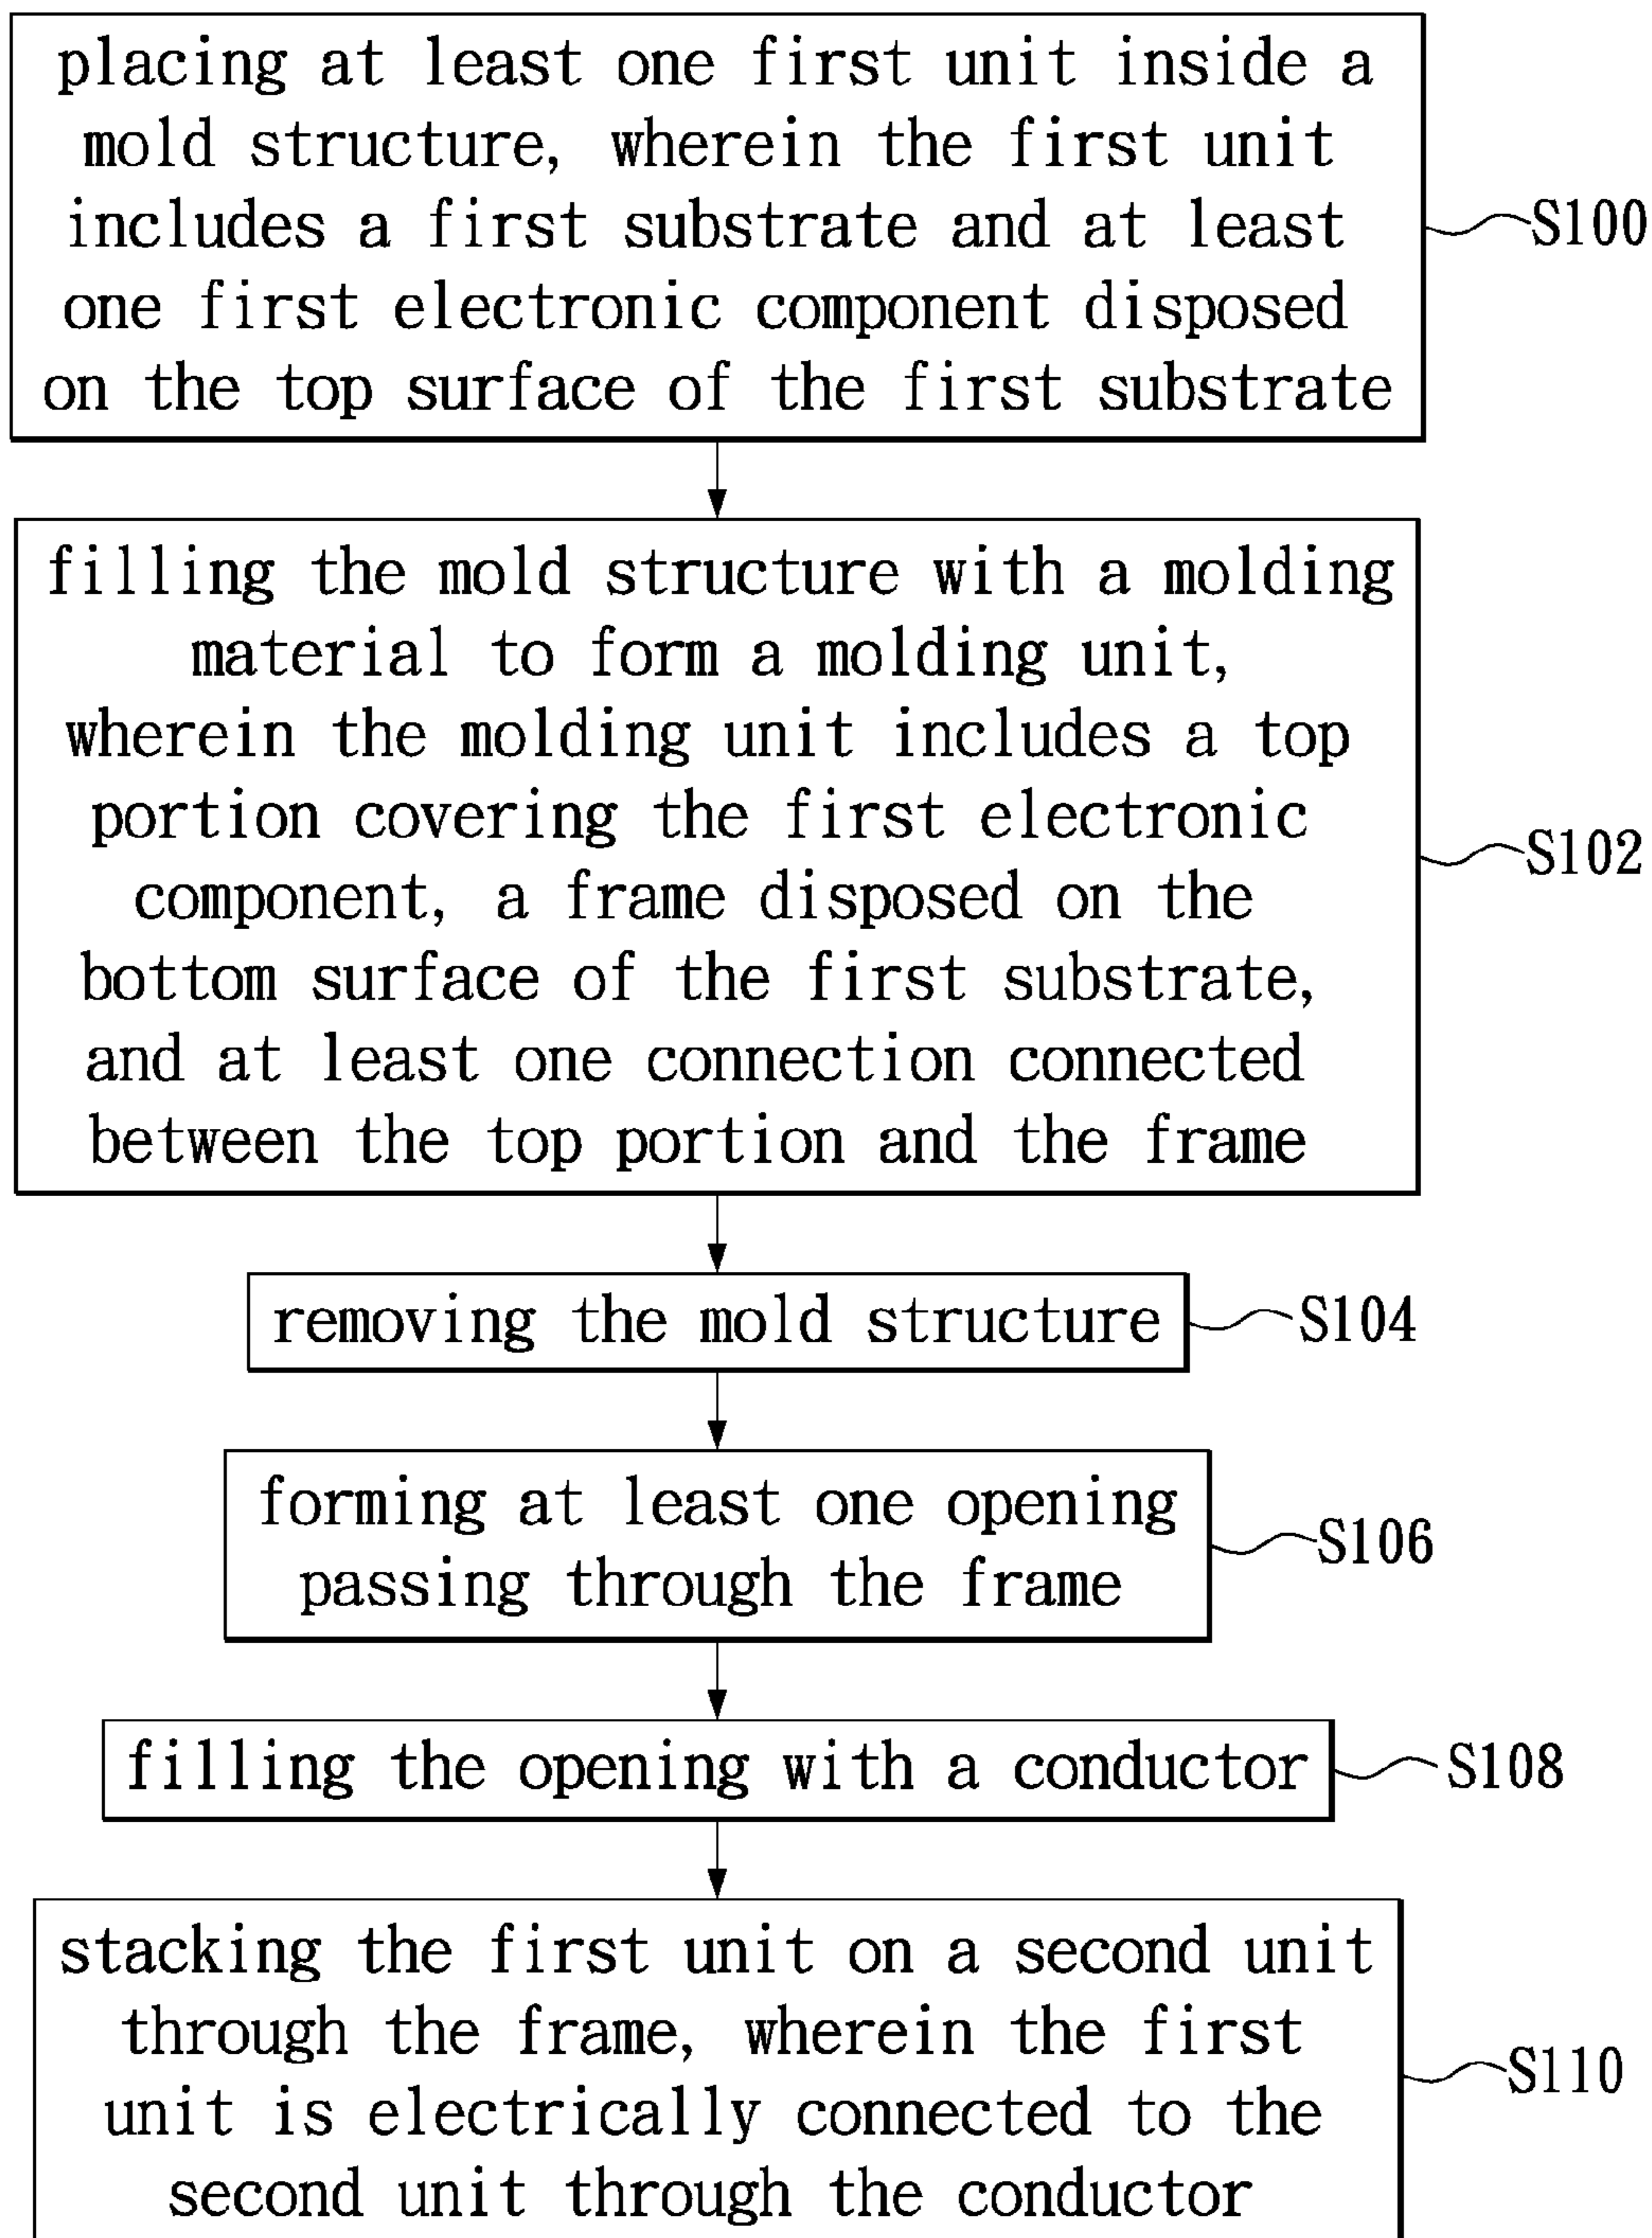 placing at least one first unit inside a
mold structure, wherein the first unit
includes a first substrate and at least
one first electronic component disposed
on the top surface of the first substrate
S100
filling the mold structure with a molding
material to form a molding unit,
wherein the molding unit includes a top
portion covering the first electronic
component, a frame disposed on the
bottom surface of the first substrate,
and at least one connection connected
between the top portion and the frame
S102
removing the mold structure
S104
forming at least one opening
passing through the frame
S106
filling the opening with a conductor
S108
stacking the first unit on a second unit
through the frame, wherein the first
unit is electrically connected to the
second unit through the conductor
S110